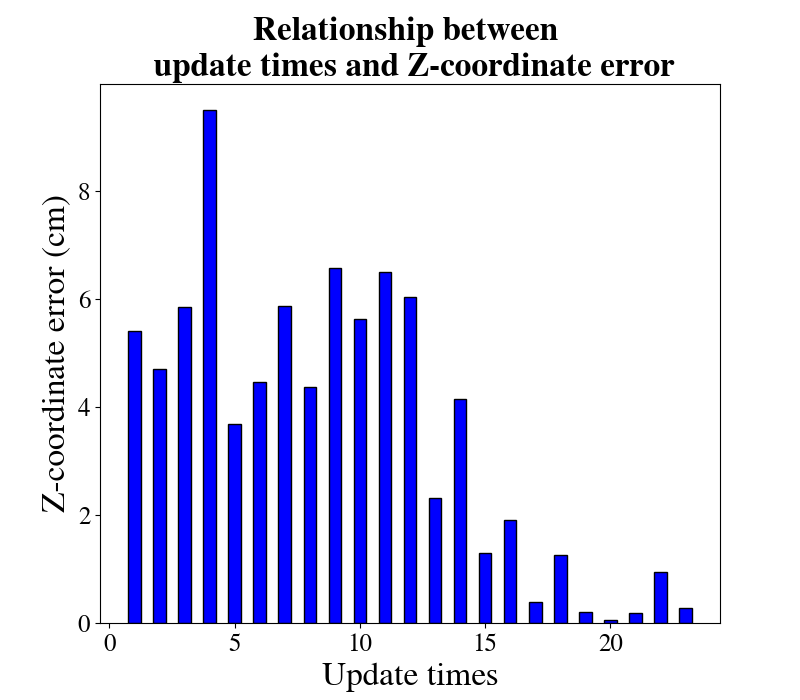 Relationship between
update times and Z-coordinate error
Z-coordinate error (cm)
8
6
4
2
0
0 5 10 15 20
Update times